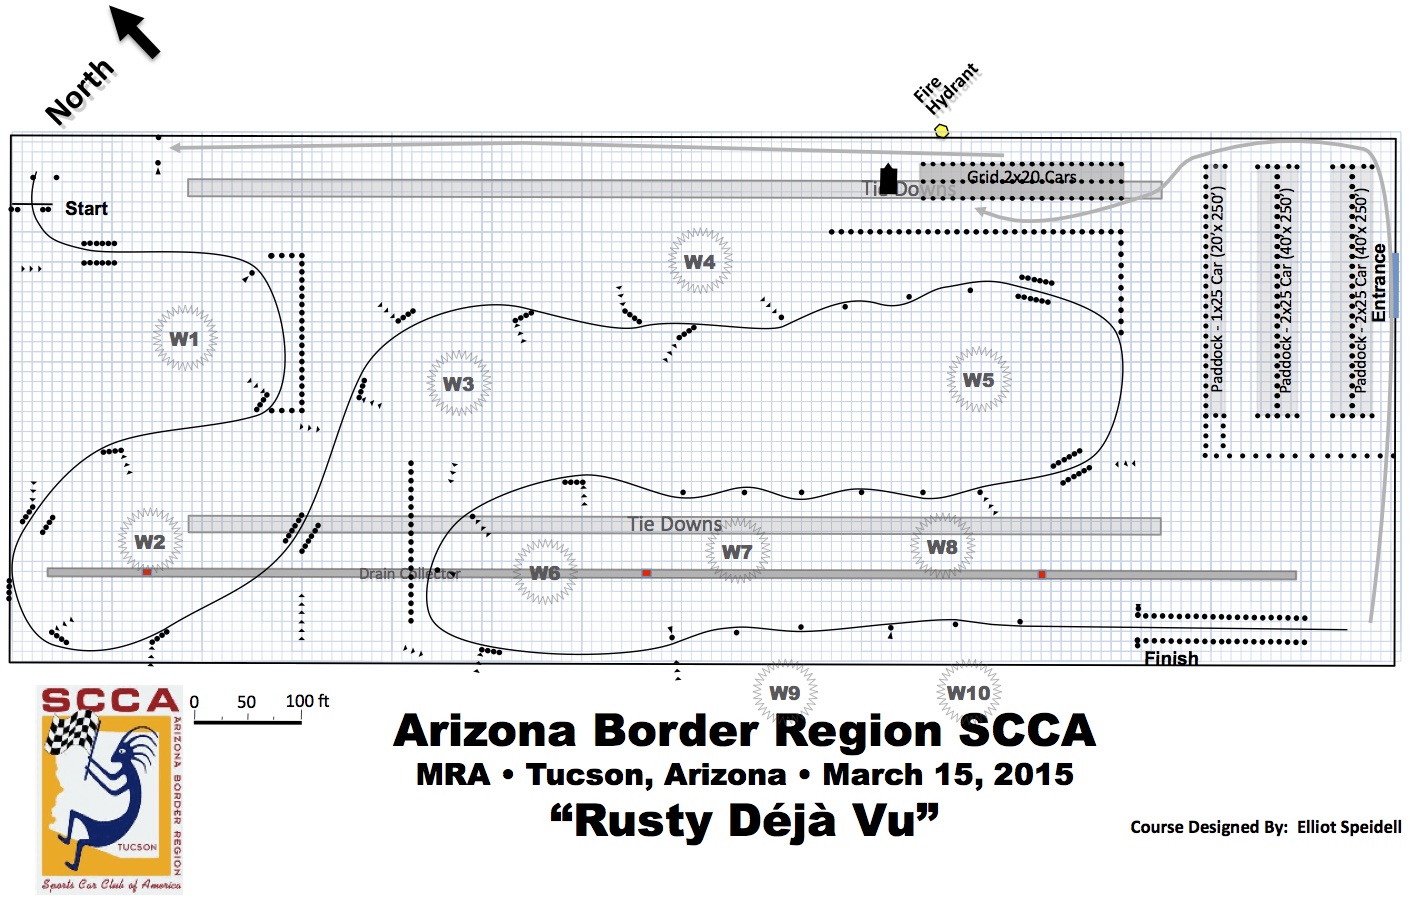 North
Fire
Hydrant
Grid 2x20 Cars
Tie Downs
Start
W4
W1
W3
W5
Paddock - 1x25 Car (20'x 250')
Paddock - 2x25 Car (40'x 250')
Paddock - 2x25 Car (40'x 250')
Entrance
Tie Downs
W2
W7
W8
Drain Collector
W6
Finish
W9
W10
0 50 100 ft
SCCA
ARIZONA BORDER REGION
TUCSON
Sports Car Club of America
Arizona Border Region SCCA
MRA • Tucson, Arizona • March 15, 2015
“Rusty Déjà Vu”
Course Designed By: Elliot Speidell